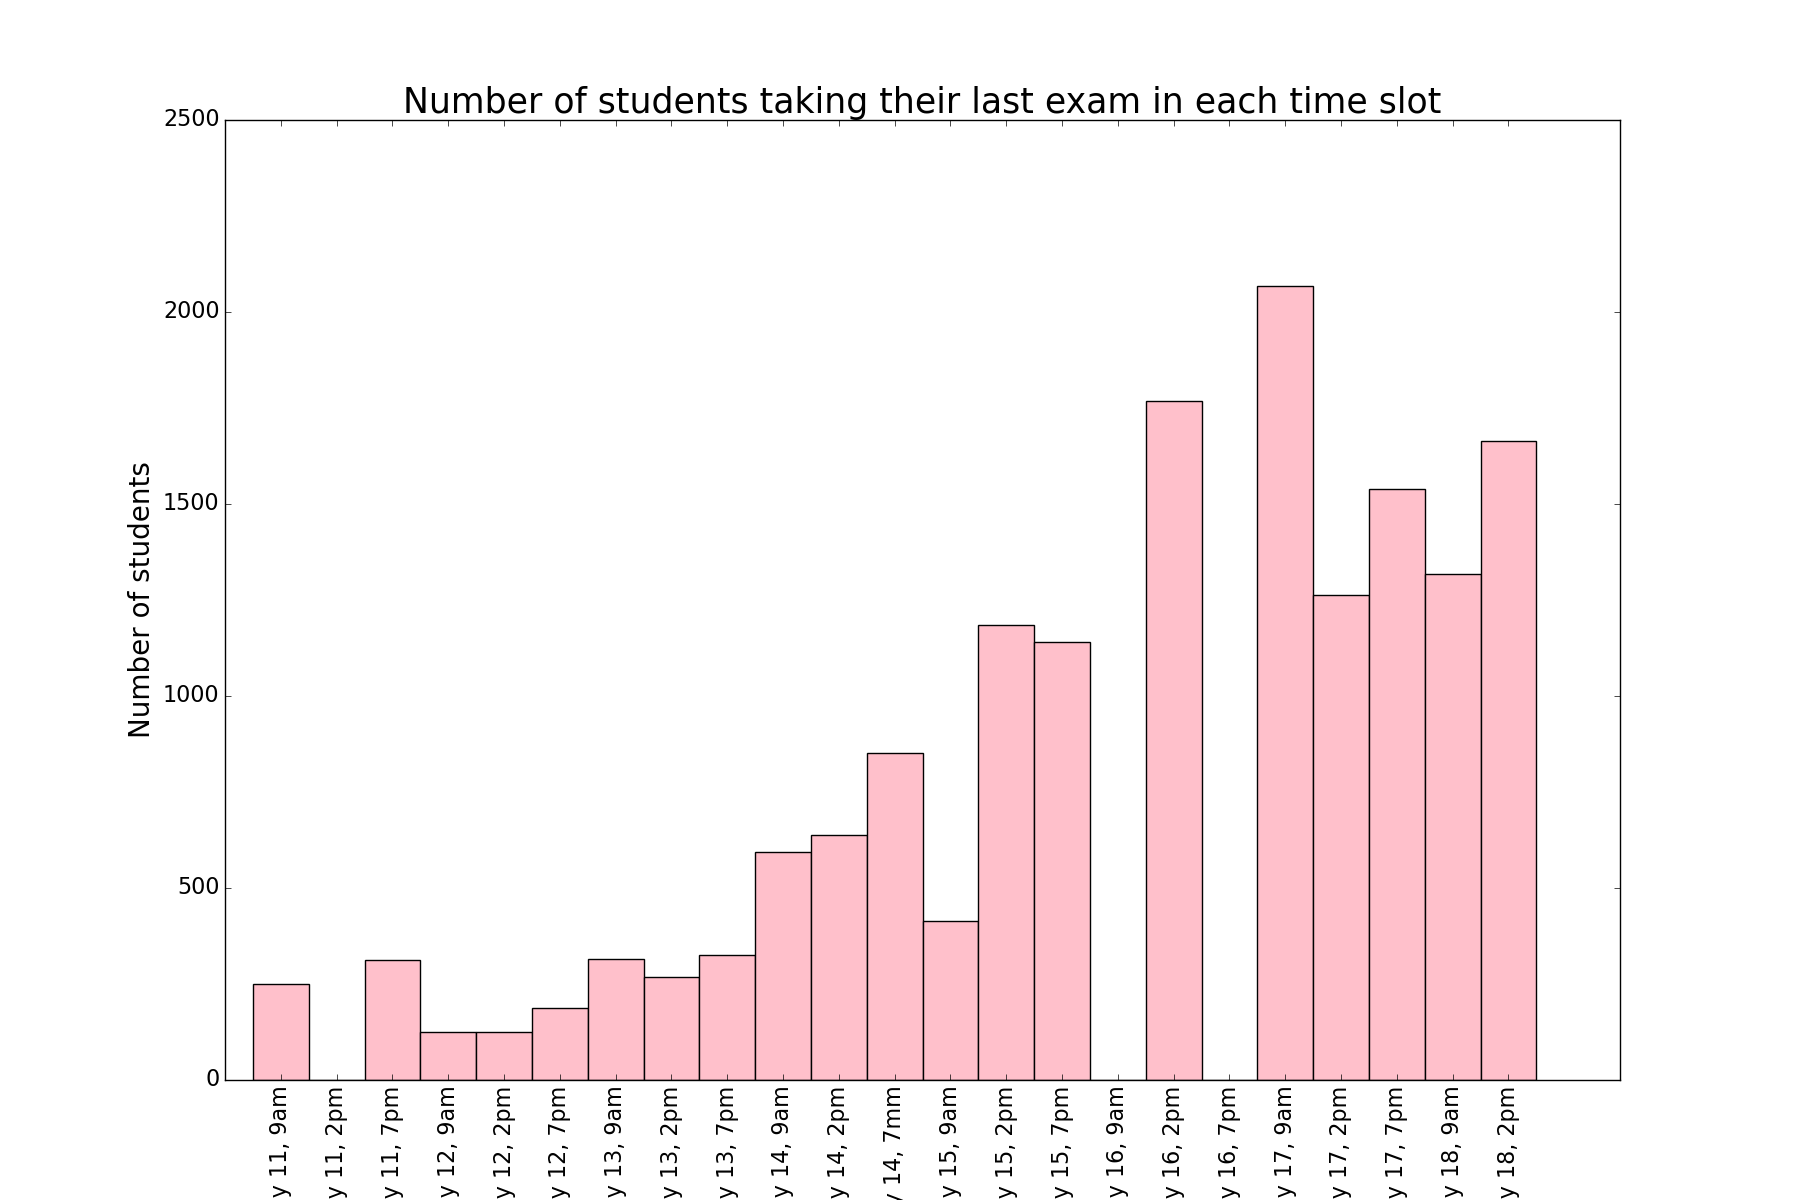 Number of students taking their last exam in each time slot
2500
2000
1500
1000
500
0
Number of students
y 11, 9am
y 11, 2pm
y 11, 7pm
y 12, 9am
y 12, 2pm
y 12, 7pm
y 13, 9am
y 13, 2pm
y 13, 7pm
y 14, 9am
y 14, 2pm
y 14, 7mm
y 15, 9am
y 15, 2pm
y 15, 7pm
y 16, 9am
y 16, 2pm
y 16, 7pm
y 17, 9am
y 17, 2pm
y 17, 7pm
y 18, 9am
y 18, 2pm